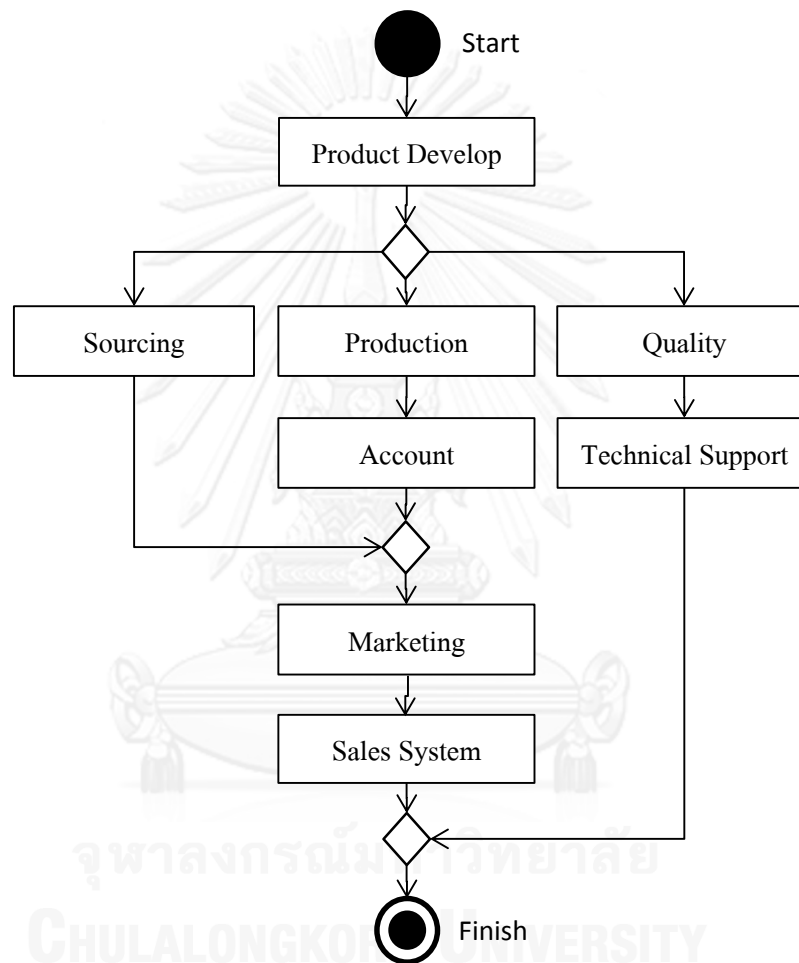 Start
Product Develop
Sourcing
Production
Quality
Account
Technical Support
Marketing
Sales System
จุฬาลงกรณ์มหาวิทยาลัย
CHULALONGKORN UNIVERSITY
Finish